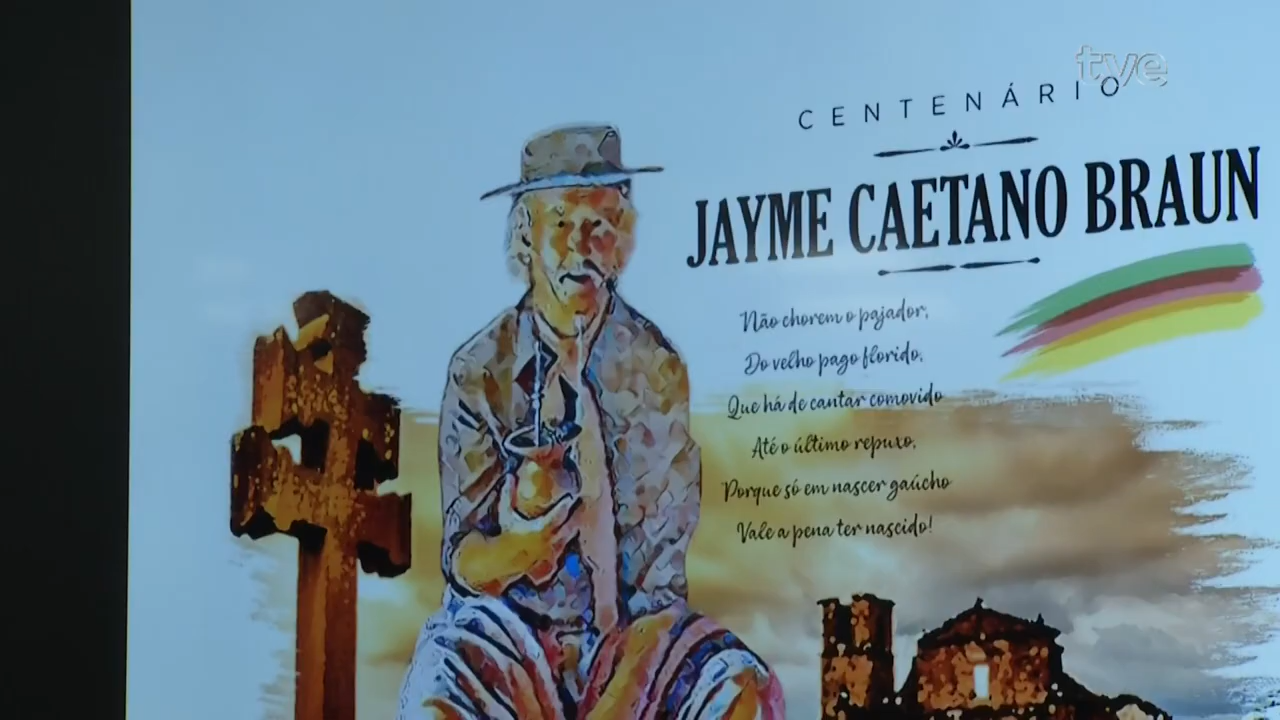 tve
CENTENÁRIO
JAYME CAETANO BRAUN
Não chorem o pajador,
Do velho pago florido,
Que há de cantar comovido
Até o último repuxo,
Porque só em nascer gaúcho
Vale a pena ter nascido!